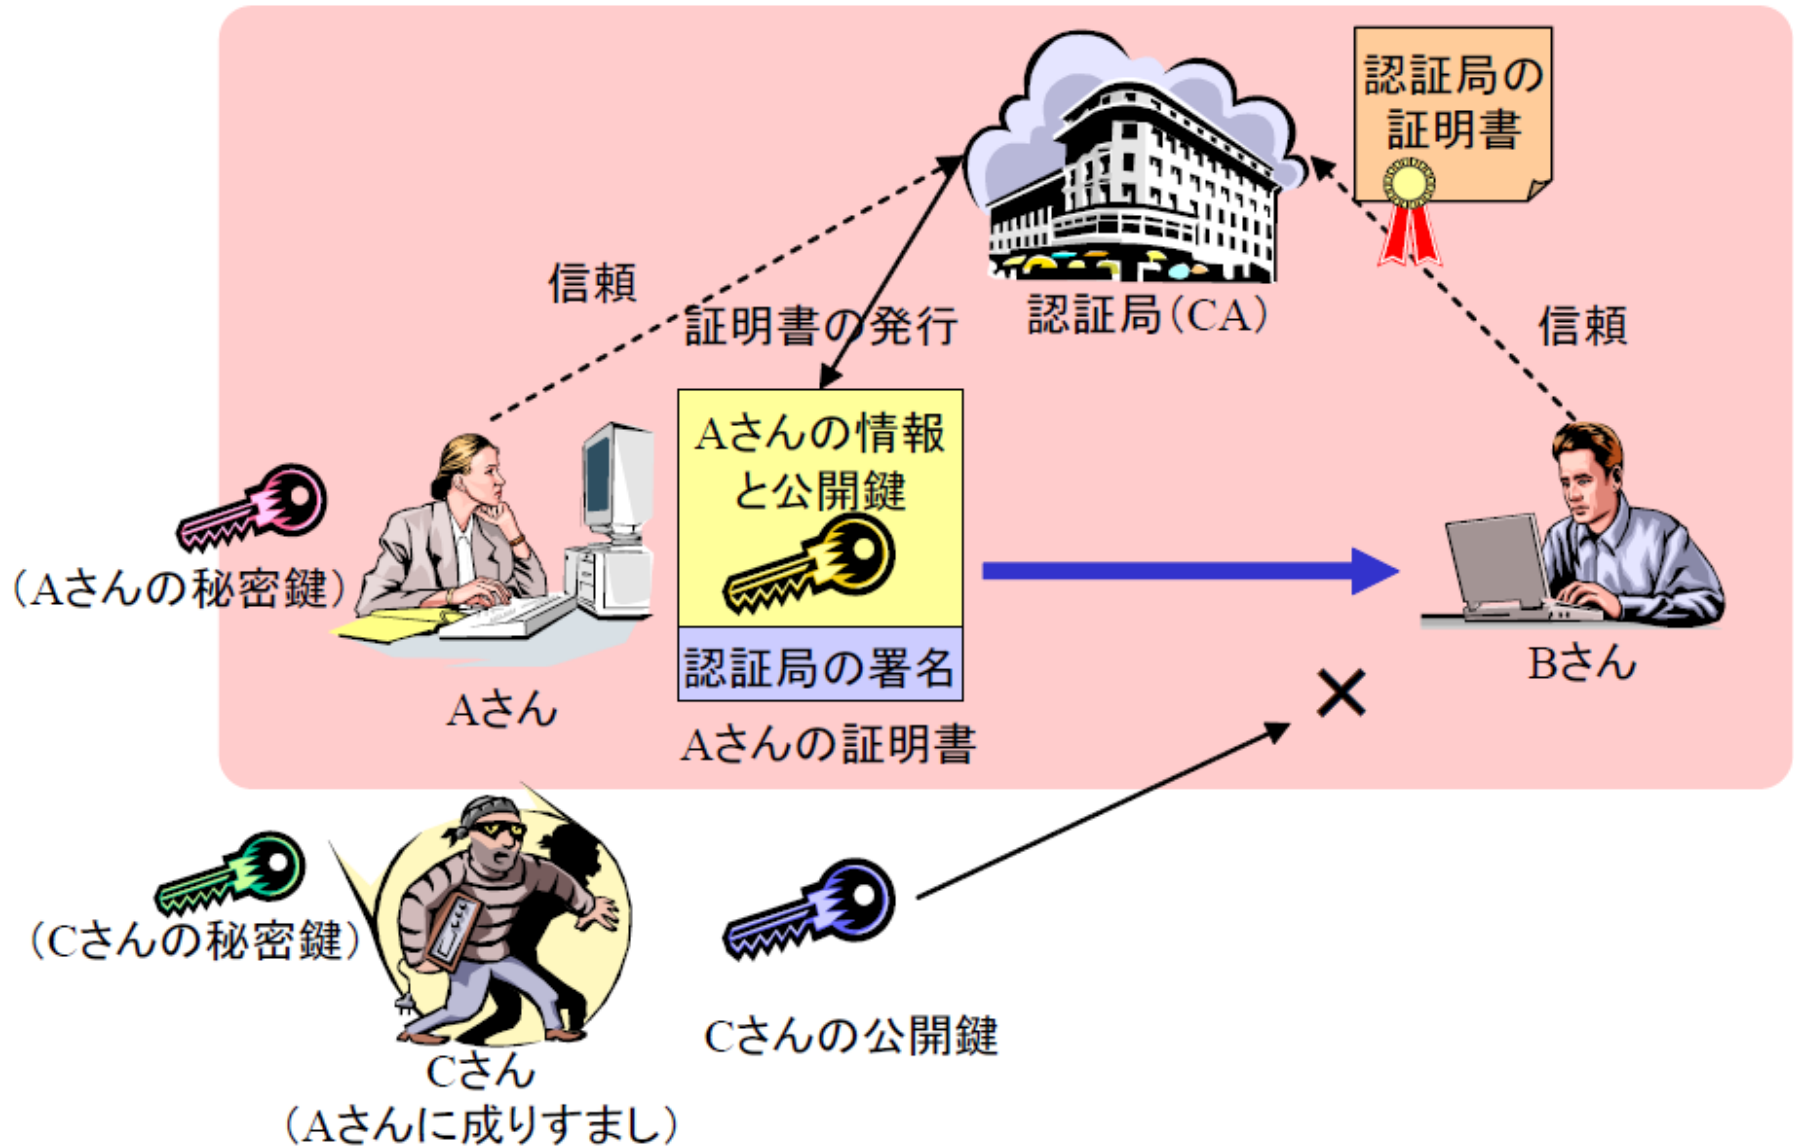 認証局の
証明書
信頼
証明書の発行
認証局(CA)
信頼
Aさんの情報
と公開鍵
(Aさんの秘密鍵)
認証局の署名
Bさん
Aさん
Aさんの証明書
×
(Cさんの秘密鍵)
Cさんの公開鍵
Cさん
(Aさんに成りすまし)